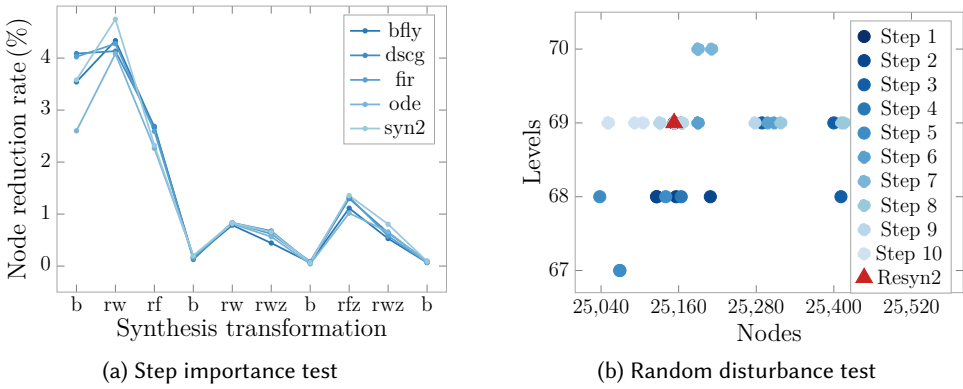 Node reduction rate (%)
4
3
2
1
0
bfly
dscg
fir
ode
syn2
b rw rf b rw rwz b rfz rwz b
Synthesis transformation
(a) Step importance test
Levels
70
69
68
67
Step 1
Step 2
Step 3
Step 4
Step 5
Step 6
Step 7
Step 8
Step 9
Step 10
Resyn2
25,040 25,160 25,280 25,400 25,520
Nodes
(b) Random disturbance test